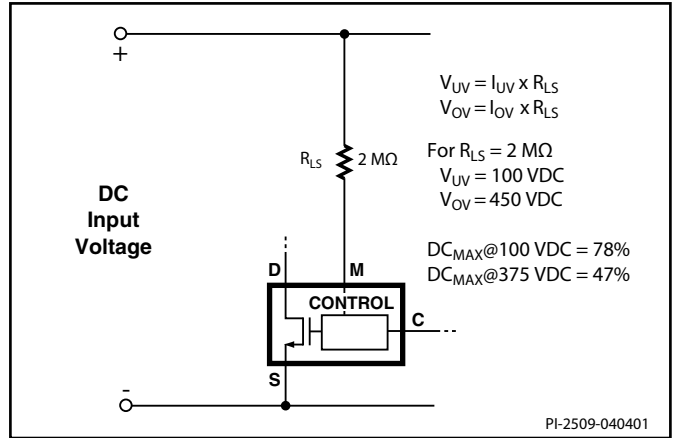 +
V_UV = I_UV x R_LS
V_OV = I_OV x R_LS
R_LS 2 MΩ
For R_LS = 2 MΩ
V_UV = 100 VDC
V_OV = 450 VDC
DC
Input
Voltage
DC_MAX@100 VDC = 78%
DC_MAX@375 VDC = 47%
D M
CONTROL
C
S
-
PI-2509-040401